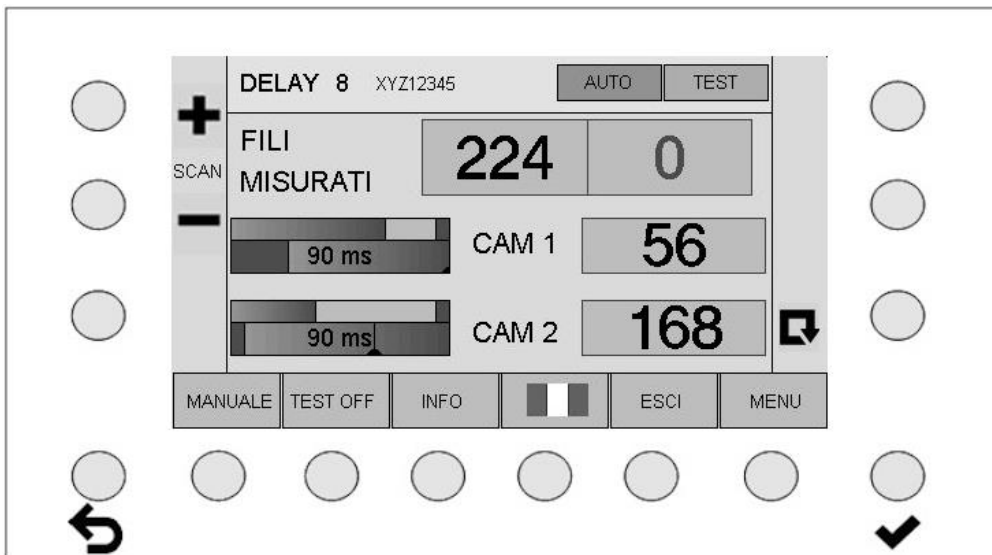 DELAY 8 XYZ12345 AUTO TEST
SCAN
FILI
MISURATI
224 0
90 ms CAM 1 56
90 ms CAM 2 168
MANUALE TEST OFF INFO ESCI MENU